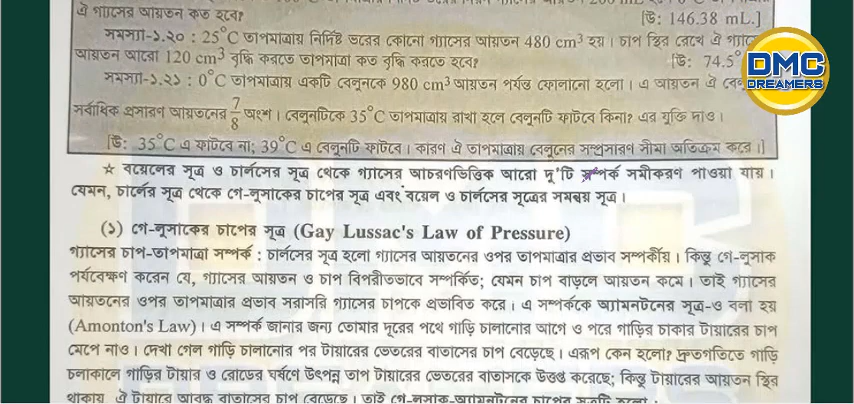 ঐ গ্যাসের আয়তন কত হবে? [উ: 146.38 mL.]
সমস্যা-১.২০ : 25°C তাপমাত্রায় নির্দিষ্ট ভরের কোনো গ্যাসের আয়তন 480 cm³ হয়। চাপ স্থির রেখে ঐ
আয়তন আরো 120 cm³ বৃদ্ধি করতে তাপমাত্রা কত বৃদ্ধি করতে হবে? [উ: 74.5°
সমস্যা-১.২১ : 0°C তাপমাত্রায় একটি বেলুনকে 980 cm³ আয়তন পর্যন্ত ফোলানো হলো। এ আয়তন ঐ
সর্বাধিক প্রসারণ আয়তনের 7/8 অংশ। বেলুনটিকে 35°C তাপমাত্রায় রাখা হলে বেলুনটি ফাটবে কিনা? এর যুক্তি দাও।
[উ: 35°C এ ফাটবে না; 39°C এ বেলুনটি ফাটবে। কারণ ঐ তাপমাত্রায় বেলুনের সম্প্রসারণ সীমা অতিক্রম করে।]
DMC
DREAMERS
★ বয়েলের সূত্র ও চার্লসের সূত্র থেকে গ্যাসের আচরণভিত্তিক আরো দু'টি সম্পর্ক সমীকরণ পাওয়া যায়।
যেমন, চার্লের সূত্র থেকে গে-লুসাকের চাপের সূত্র এবং বয়েল ও চার্লসের সূত্রের সমন্বয় সূত্র।
(১) গে-লুসাকের চাপের সূত্র (Gay Lussac's Law of Pressure)
গ্যাসের চাপ-তাপমাত্রা সম্পর্ক : চার্লসের সূত্র হলো গ্যাসের আয়তনের ওপর তাপমাত্রার প্রভাব সম্পর্কীয়। কিন্তু গে-লুসাক
পর্যবেক্ষণ করেন যে, গ্যাসের আয়তন ও চাপ বিপরীতভাবে সম্পর্কিত; যেমন চাপ বাড়লে আয়তন কমে। তাই গ্যাসের
আয়তনের ওপর তাপমাত্রার প্রভাব সরাসরি গ্যাসের চাপকে প্রভাবিত করে। এ সম্পর্ককে অ্যামনটনের সূত্র-ও বলা হয়
(Amonton's Law)। এ সম্পর্ক জানার জন্য তোমার দূরের পথে গাড়ি চালানোর আগে ও পরে গাড়ির চাকার টায়ারের চাপ
মেপে নাও। দেখা গেল গাড়ি চালানোর পর টায়ারের ভেতরের বাতাসের চাপ বেড়েছে। এরূপ কেন হলো? দ্রুতগতিতে গাড়ি
চলাকালে গাড়ির টায়ার ও রোডের ঘর্ষণে উৎপন্ন তাপ টায়ারের ভেতরের বাতাসকে উত্তপ্ত করেছে; কিন্তু টায়ারের আয়তন স্থির
থাকায় ঐ টায়ারে আবদ্ধ বাতাসের চাপ বেড়েছে। তাই গে-লুসাক-অ্যামনটনের চাপের সূত্রটি হলো :